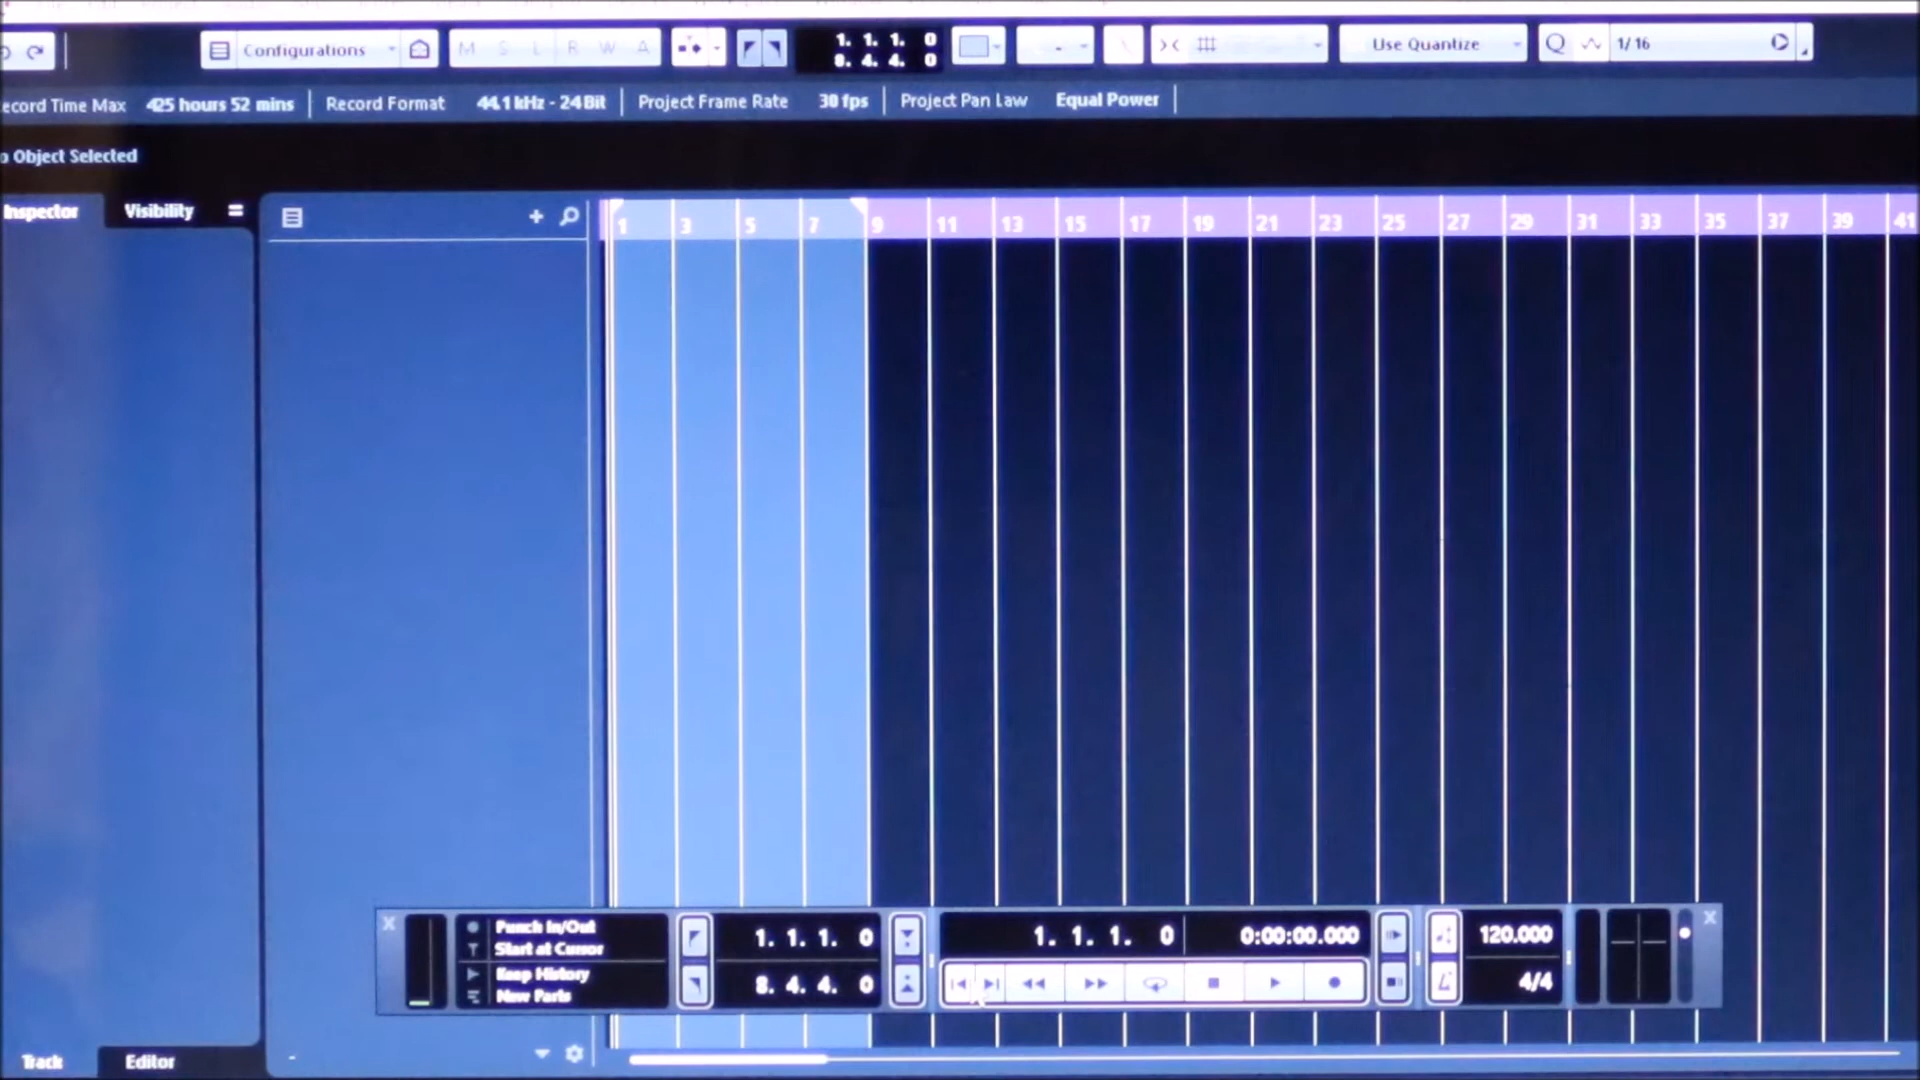 Configurations M S L R W A 1. 1. 1. 0 Use Quantize Q 1/16
8. 4. 4. 0
ecord Time Max 425 hours 52 mins Record Format 44.1 kHz - 24 Bit Project Frame Rate 30 fps Project Pan Law Equal Power
o Object Selected
Inspector Visibility
1 3 5 7 9 11 13 15 17 19 21 23 25 27 29 31 33 35 37 39 41
Punch In/Out
Start at Cursor
Keep History
New Parts
1. 1. 1. 0
8. 4. 4. 0
1. 1. 1. 0 0:00:00.000
120.000
4/4
Track Editor